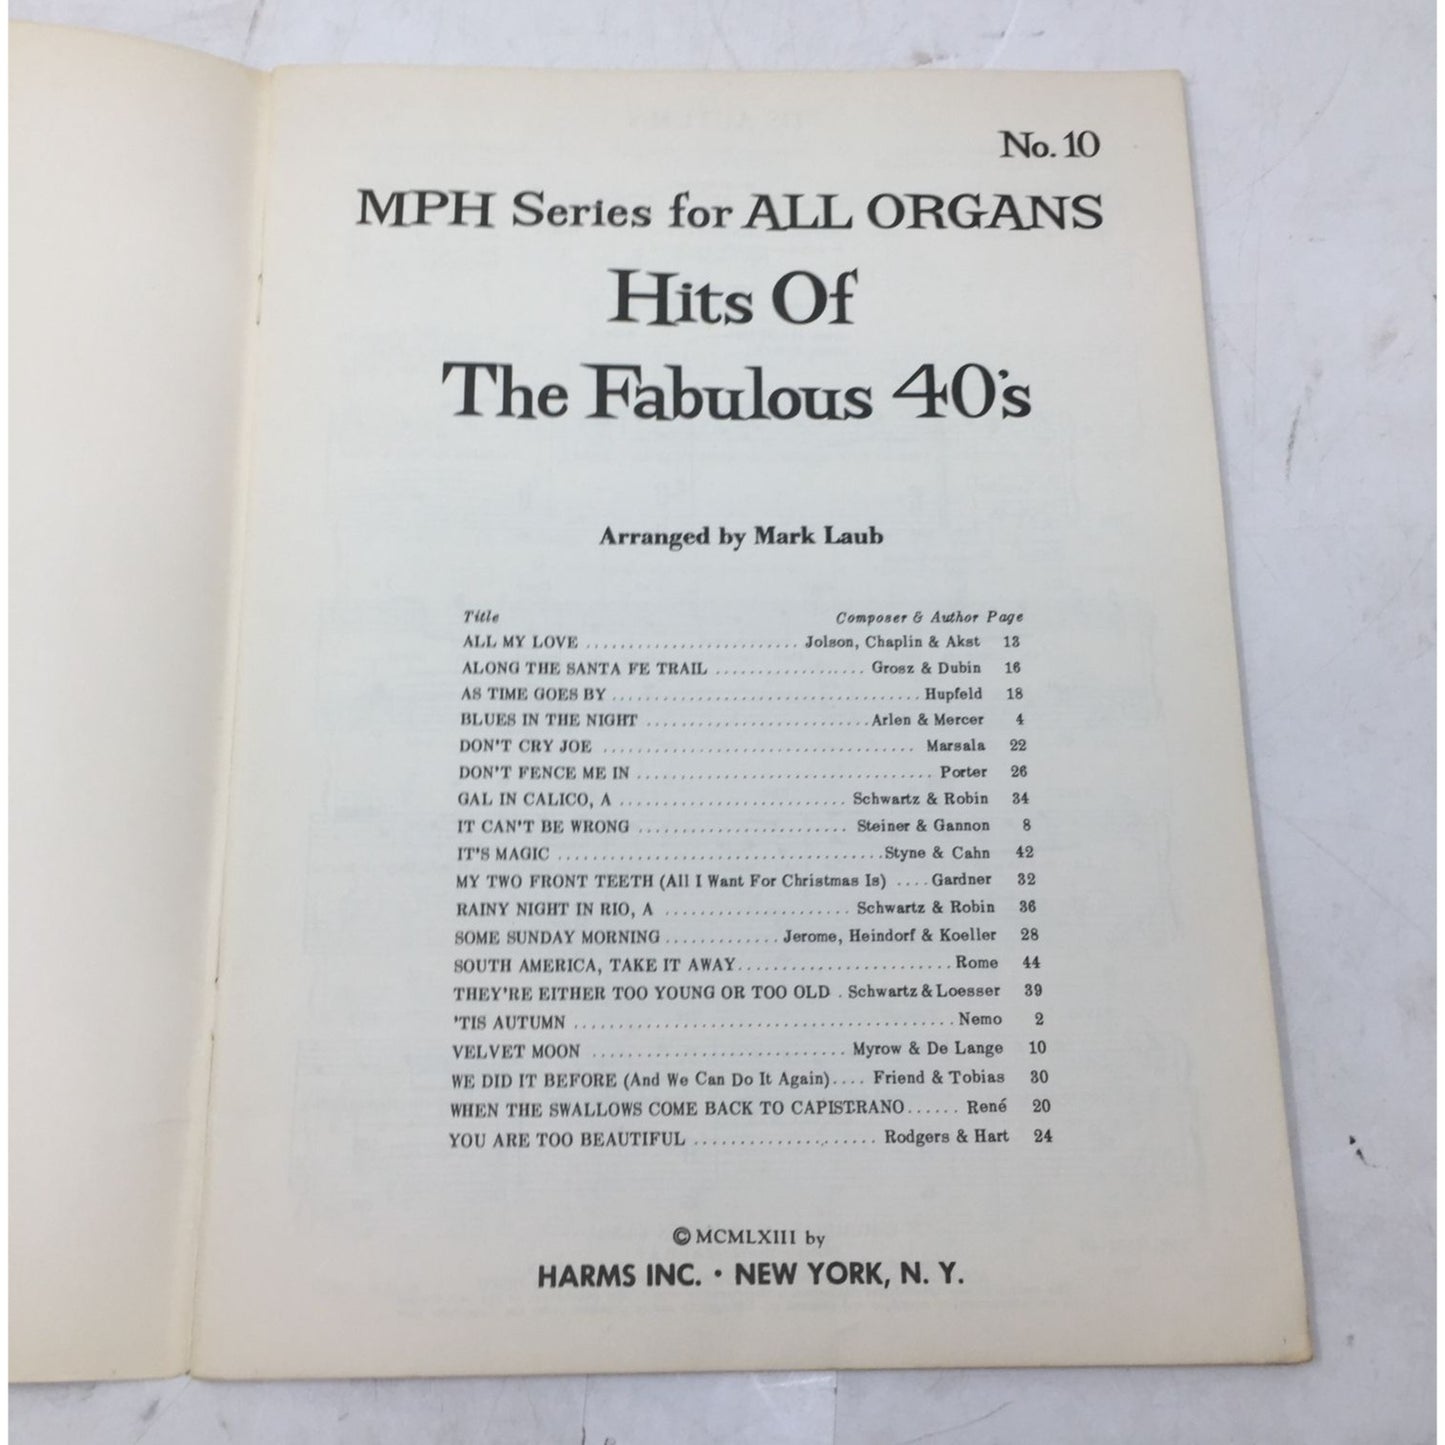 No. 10
MPH Series for ALL ORGANS
Hits Of
The Fabulous 40's
Arranged by Mark Laub
Title Composer & Author Page
ALL MY LOVE ......................... Jolson, Chaplin & Akst 13
ALONG THE SANTA FE TRAIL .................. Grosz & Dubin 16
AS TIME GOES BY .................................... Hupfeld 18
BLUES IN THE NIGHT .......................... Arlen & Mercer 4
DON'T CRY JOE ..................................... Marsala 22
DON'T FENCE ME IN ................................... Porter 26
GAL IN CALICO, A ........................... Schwartz & Robin 34
IT CAN'T BE WRONG ......................... Steiner & Gannon 8
IT'S MAGIC ...................................... Styne & Cahn 42
MY TWO FRONT TEETH (All I Want For Christmas Is) .... Gardner 32
RAINY NIGHT IN RIO, A ...................... Schwartz & Robin 36
SOME SUNDAY MORNING ............. Jerome, Heindorf & Koeller 28
SOUTH AMERICA, TAKE IT AWAY ......................... Rome 44
THEY'RE EITHER TOO YOUNG OR TOO OLD . Schwartz & Loesser 39
'TIS AUTUMN ............................................. Nemo 2
VELVET MOON .............................. Myrow & De Lange 10
WE DID IT BEFORE (And We Can Do It Again).... Friend & Tobias 30
WHEN THE SWALLOWS COME BACK TO CAPISTRANO...... René 20
YOU ARE TOO BEAUTIFUL ...................... Rodgers & Hart 24
© MCMLXIII by
HARMS INC. • NEW YORK, N. Y.